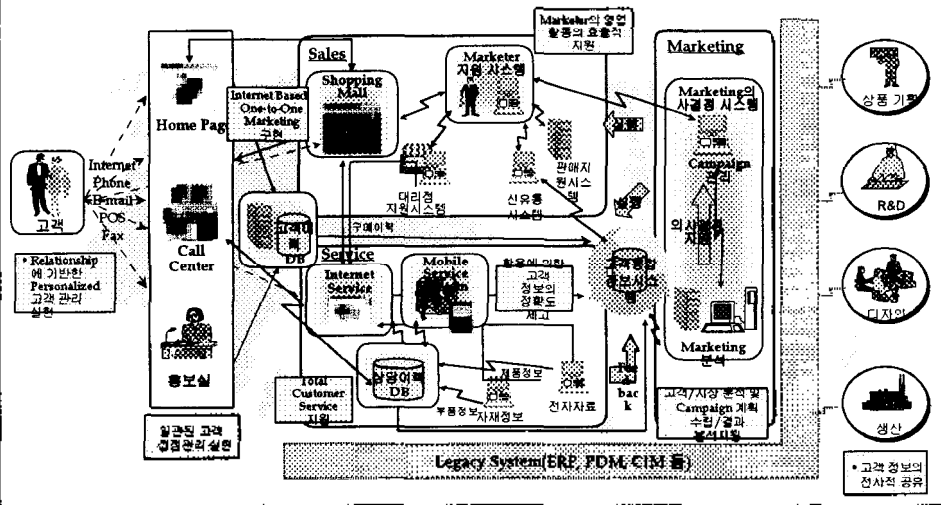 Marketer의 영업
활동의 효율적
지원
Sales
Marketing
Shopping
Mall
Marketer
지원 시스템
Marketing의
사결정 시스템
상품 기획
Internet Based
One-to-One
Marketing
구현
Home Pag
Campaign
관리
Internet
Phone
E-mail
POS
Fax
고객
대리점
지원시스템
신유통
시스템
판매지
원시스
템
R&D
의사결정
지원
Call
Center
DB
구매이력
Relationship
에 기반한
Personalized
고객 관리
실현
Service
Internet
Service
Mobile
Service
고객
정보의
정확도
제고
디자인
Marketing
분석
홍보실
상담이력
DB
제품정보
부품정보
자재정보
전자자료
Total
Customer
Service
지원
back
고객/시장 분석 및
Campaign 계획
수립/결과
분석지원
생산
일관된 고객
접점관리 실현
Legacy System(ERP, PDM, CIM 등)
• 고객 정보의
전사적 공유